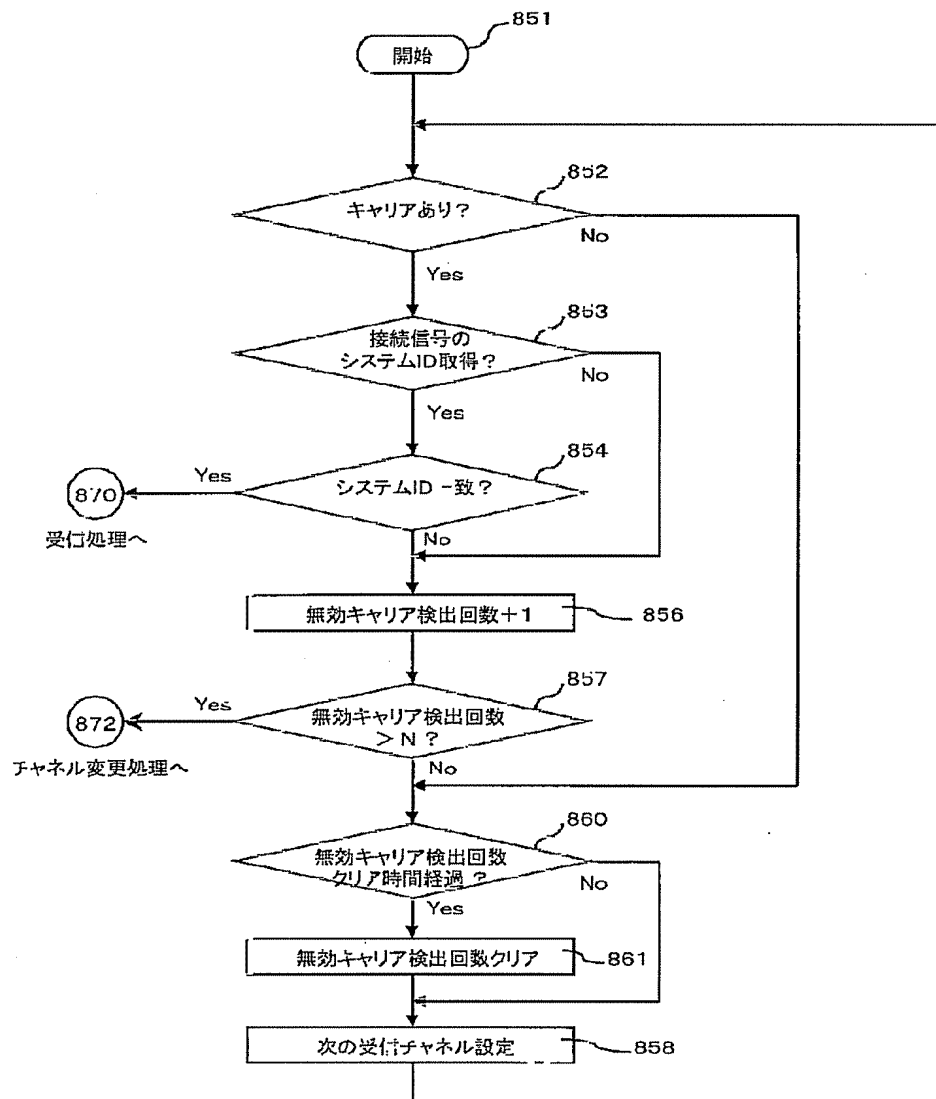 851
開始
852
キャリアあり?
No
Yes
853
接続信号の
システムID取得?
No
Yes
854
システムID 一致?
Yes
870
受信処理へ
No
無効キャリア検出回数+1
856
857
無効キャリア検出回数
> N ?
Yes
872
チャネル変更処理へ
No
860
無効キャリア検出回数
クリア時間経過 ?
No
Yes
無効キャリア検出回数クリア
861
次の受信チャネル設定
858